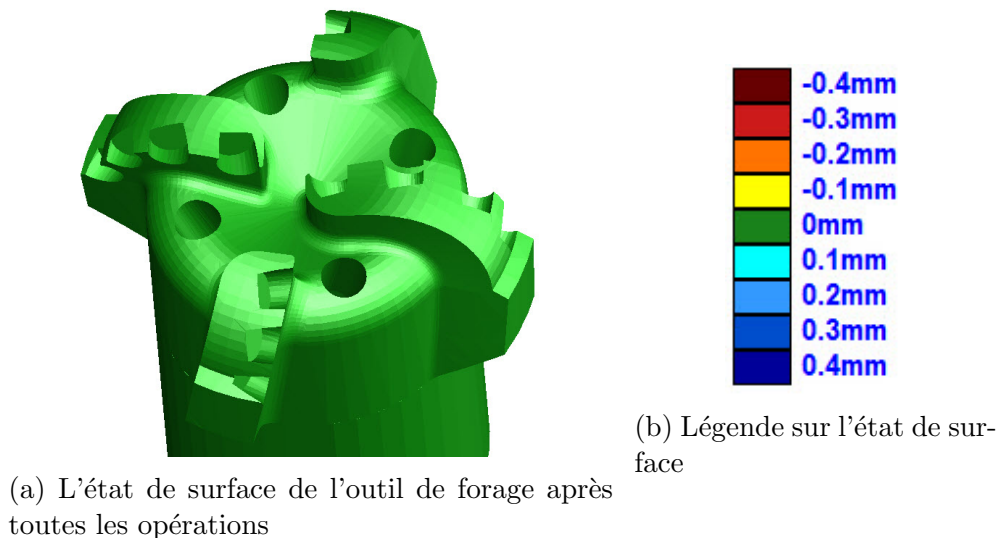 -0.4mm
-0.3mm
-0.2mm
-0.1mm
0mm
0.1mm
0.2mm
0.3mm
0.4mm
(b) Légende sur l'état de sur-
face
(a) L'état de surface de l'outil de forage après
toutes les opérations